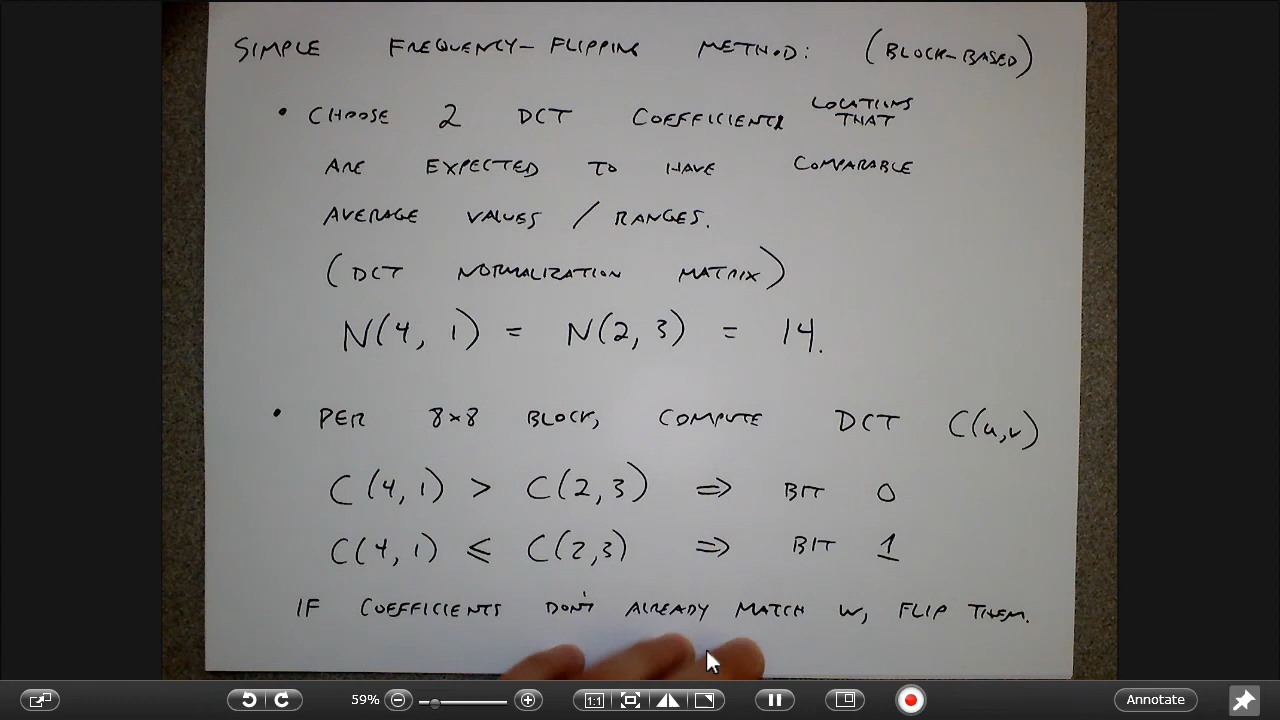 SIMPLE FREQUENCY-FLIPPING METHOD: (BLOCK-BASED)
• CHOOSE 2 DCT COEFFICIENT LOCATIONS THAT
ARE EXPECTED TO HAVE COMPARABLE
AVERAGE VALUES / RANGES.
(DCT NORMALIZATION MATRIX)
N(4, 1) = N(2, 3) = 14.
• PER 8×8 BLOCK, COMPUTE DCT C(u,v)
C(4,1) > C(2,3) ⇒ BIT 0
C(4,1) ≤ C(2,3) ⇒ BIT 1
IF COEFFICIENTS DON'T ALREADY MATCH W, FLIP THEM.
59% 1:1 Annotate